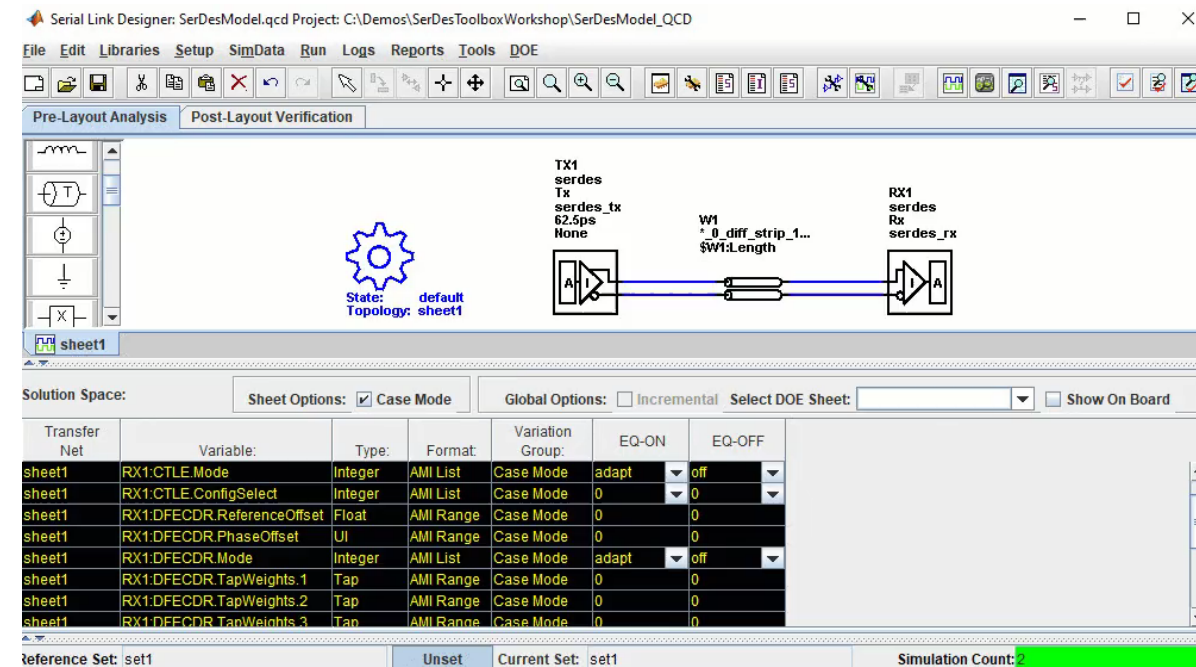 Serial Link Designer: SerDesModel.qcd Project: C:\Demos\SerDesToolboxWorkshop\SerDesModel_QCD
File Edit Libraries Setup SimData Run Logs Reports Tools DOE
Pre-Layout Analysis Post-Layout Verification
T
X
TX1
serdes
Tx
serdes_tx
62.5ps
None
W1
*_0_diff_strip_1...
$W1:Length
RX1
serdes
Rx
serdes_rx
A I
I A
State: default
Topology: sheet1
sheet1
Solution Space: Sheet Options: Case Mode Global Options: Incremental Select DOE Sheet: Show On Board
Transfer Net Variable: Type: Format: Variation Group: EQ-ON EQ-OFF
sheet1 RX1:CTLE.Mode Integer AMI List Case Mode adapt off
sheet1 RX1:CTLE.ConfigSelect Integer AMI List Case Mode 0 0
sheet1 RX1:DFECDR.ReferenceOffset Float AMI Range Case Mode 0 0
sheet1 RX1:DFECDR.PhaseOffset UI AMI Range Case Mode 0 0
sheet1 RX1:DFECDR.Mode Integer AMI List Case Mode adapt off
sheet1 RX1:DFECDR.TapWeights.1 Tap AMI Range Case Mode 0 0
sheet1 RX1:DFECDR.TapWeights.2 Tap AMI Range Case Mode 0 0
sheet1 RX1:DFECDR.TapWeights.3 Tap AMI Range Case Mode 0 0
Reference Set: set1 Unset Current Set: set1 Simulation Count: 2